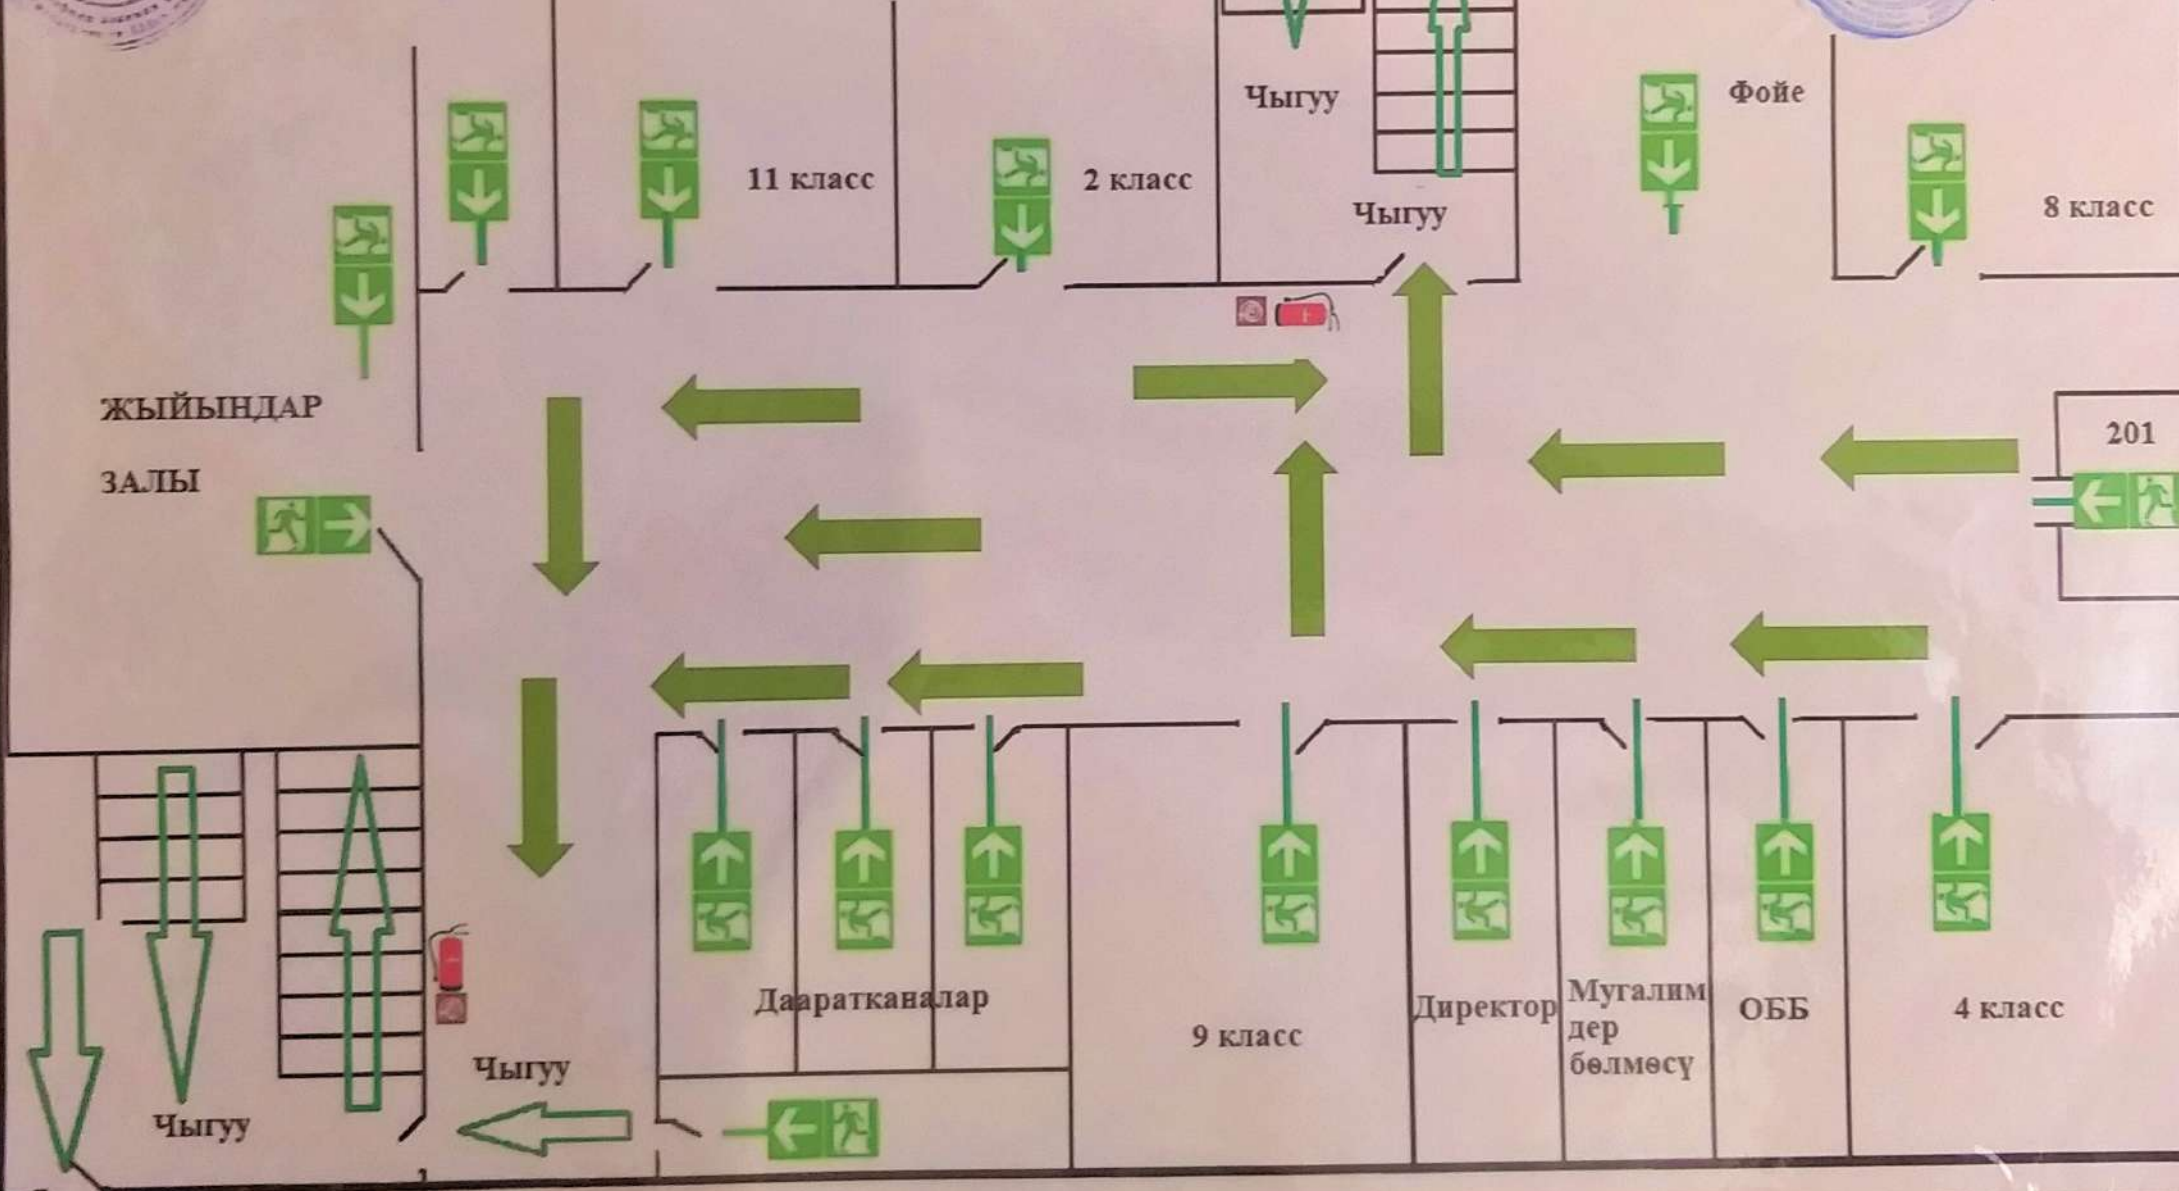 Чыгуу
Фойе
11 класс
2 класс
Чыгуу
8 класс
ЖЫЙЫНДАР
ЗАЛЫ
201
Дааратканалар
9 класс
Директор
Мугалим
дер
бөлмөсү
ОББ
4 класс
Чыгуу
Чыгуу